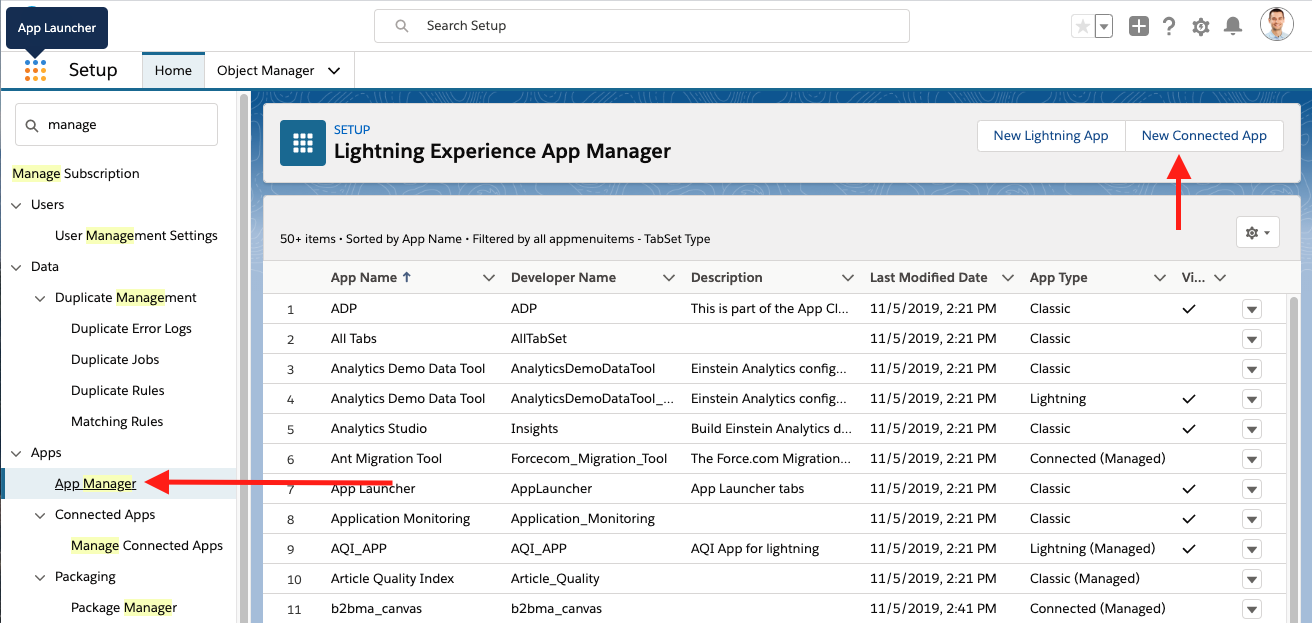 App Launcher
Search Setup
Setup
Home
Object Manager
manage
Manage Subscription
Users
User Management Settings
Data
Duplicate Management
Duplicate Error Logs
Duplicate Jobs
Duplicate Rules
Matching Rules
Apps
App Manager
Connected Apps
Manage Connected Apps
Packaging
Package Manager
SETUP
Lightning Experience App Manager
New Lightning App
New Connected App
50+ items • Sorted by App Name • Filtered by all appmenuitems - TabSet Type
App Name ↑ Developer Name Description Last Modified Date App Type Vi...
1 ADP ADP This is part of the App Cl... 11/5/2019, 2:21 PM Classic
2 All Tabs AllTabSet 11/5/2019, 2:21 PM Classic
3 Analytics Demo Data Tool AnalyticsDemoDataTool Einstein Analytics config... 11/5/2019, 2:21 PM Classic
4 Analytics Demo Data Tool AnalyticsDemoDataTool_... Einstein Analytics config... 11/5/2019, 2:21 PM Lightning
5 Analytics Studio Insights Build Einstein Analytics d... 11/5/2019, 2:21 PM Classic
6 Ant Migration Tool Forcecom_Migration_Tool The Force.com Migration... 11/5/2019, 2:21 PM Connected (Managed)
7 App Launcher AppLauncher App Launcher tabs 11/5/2019, 2:21 PM Classic
8 Application Monitoring Application_Monitoring 11/5/2019, 2:21 PM Classic
9 AQI_APP AQI_APP AQI App for lightning 11/5/2019, 2:21 PM Lightning (Managed)
10 Article Quality Index Article_Quality 11/5/2019, 2:21 PM Classic (Managed)
11 b2bma_canvas b2bma_canvas 11/5/2019, 2:41 PM Connected (Managed)